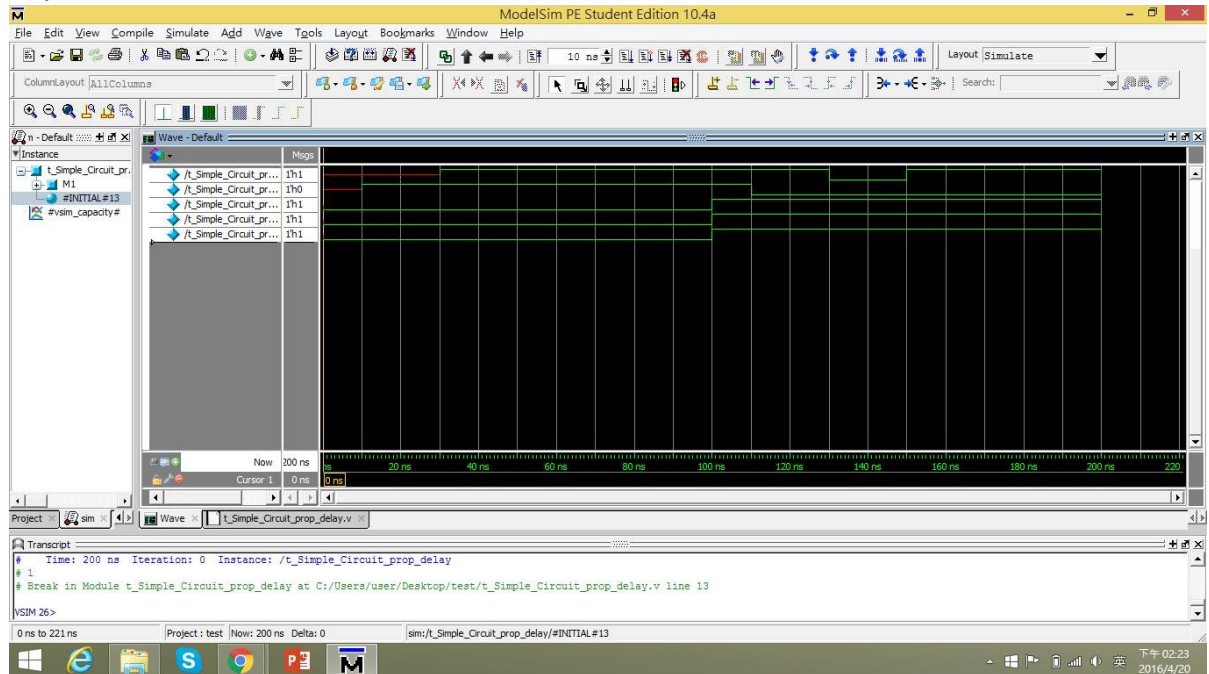 ModelSim PE Student Edition 10.4a
File Edit View Compile Simulate Add Wave Tools Layout Bookmarks Window Help
10 ns
Layout Simulate
ColumnLayout AllColumns
Search:
n - Default
Wave - Default
Instance
Msgs
t_Simple_Circuit_pr.
M1
#INITIAL#13
#vsim_capacity#
/t_Simple_Circuit_pr... 1'h1
/t_Simple_Circuit_pr... 1'h0
/t_Simple_Circuit_pr... 1'h1
/t_Simple_Circuit_pr... 1'h1
/t_Simple_Circuit_pr... 1'h1
Now 200 ns
ns 20 ns 40 ns 60 ns 80 ns 100 ns 120 ns 140 ns 160 ns 180 ns 200 ns 220
Cursor 1 0 ns 0 ns
Project sim Wave t_Simple_Circuit_prop_delay.v
Transcript
# Time: 200 ns Iteration: 0 Instance: /t_Simple_Circuit_prop_delay
# 1
# Break in Module t_Simple_Circuit_prop_delay at C:/Users/user/Desktop/test/t_Simple_Circuit_prop_delay.v line 13
VSIM 26>
0 ns to 221 ns Project : test Now: 200 ns Delta: 0 sim:/t_Simple_Circuit_prop_delay/#INITIAL#13
英 下午 02:23
2016/4/20